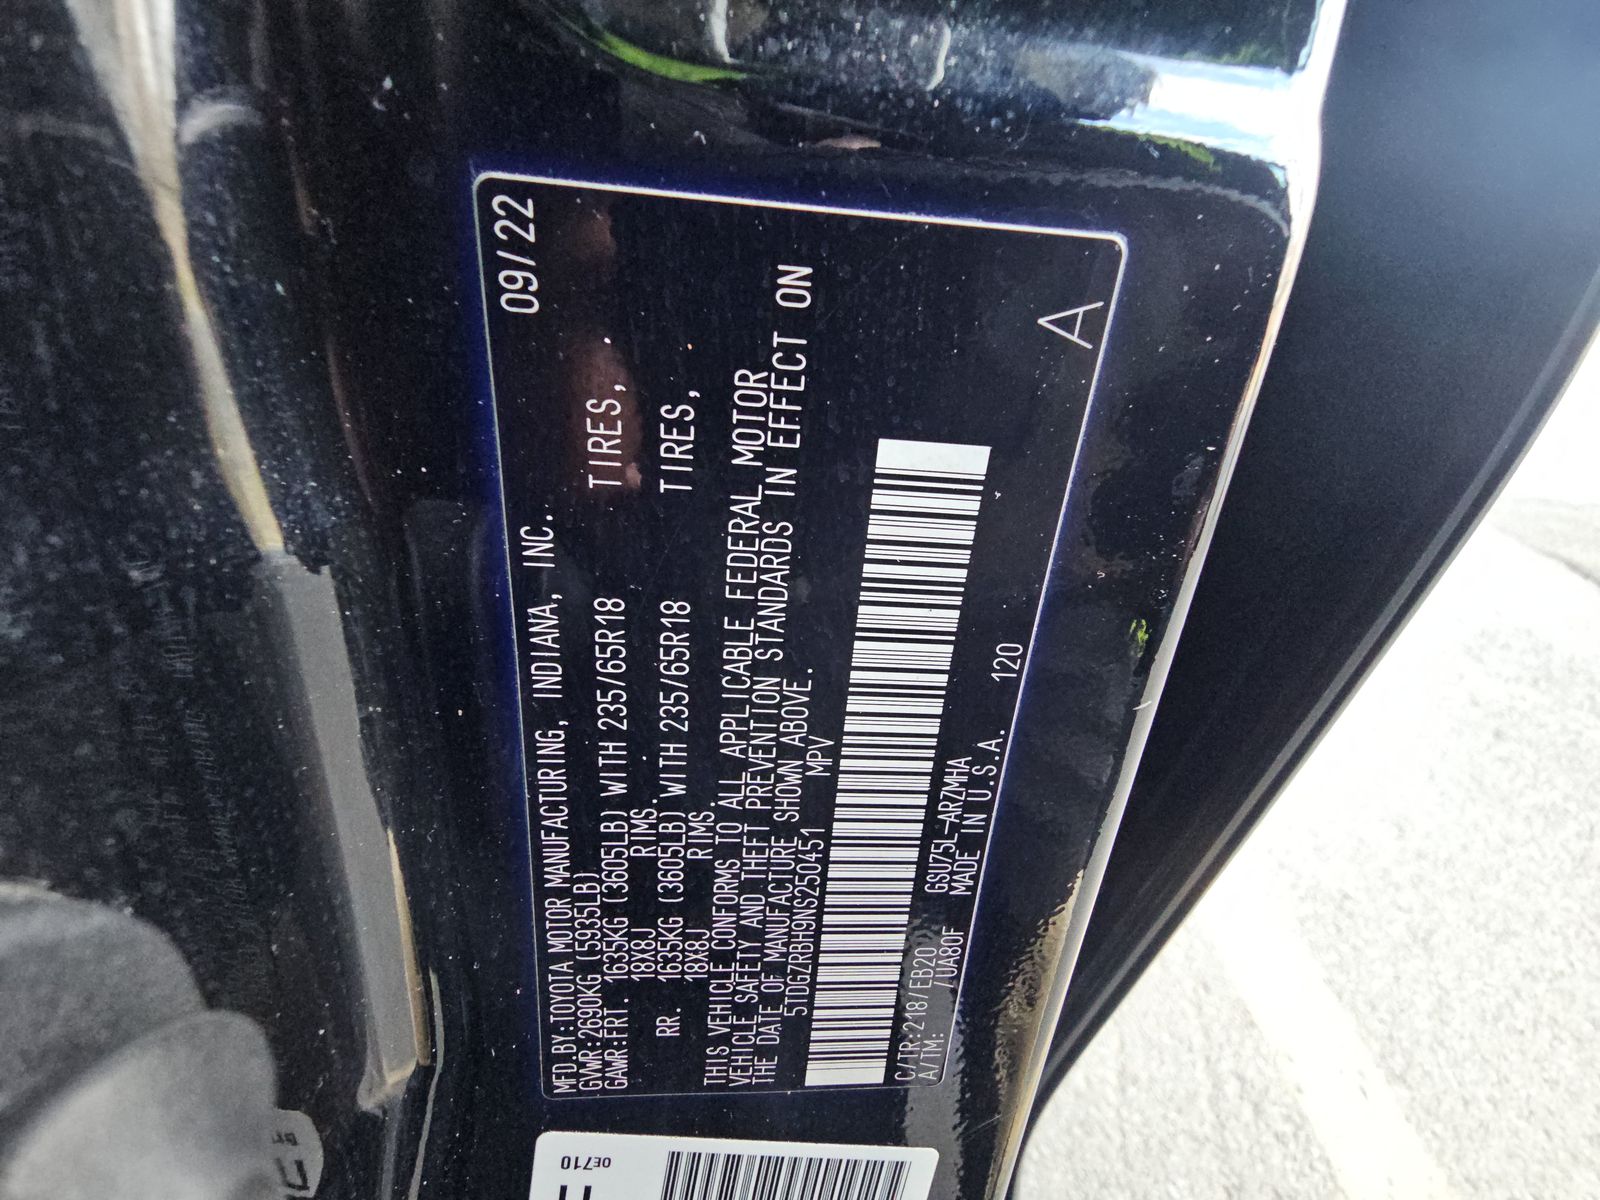 MFD.BY:TOYOTA MOTOR MANUFACTURING, INDIANA, INC. 09/22
GVWR:2690KG (5935LB)
GAWR:FRT. 1635KG (3605LB) WITH 235/65R18 TIRES,
18X8J RIMS.
RR. 1635KG (3605LB) WITH 235/65R18 TIRES,
18X8J RIMS.
THIS VEHICLE CONFORMS TO ALL APPLICABLE FEDERAL MOTOR
VEHICLE SAFETY AND THEFT PREVENTION STANDARDS IN EFFECT ON
THE DATE OF MANUFACTURE SHOWN ABOVE.
5TDGZRBH9NS250451 MPV
C/TR:218/EB20 GSU75L-ARZMHA
A/TM: /UA80F MADE IN U.S.A. 120
A
0E710